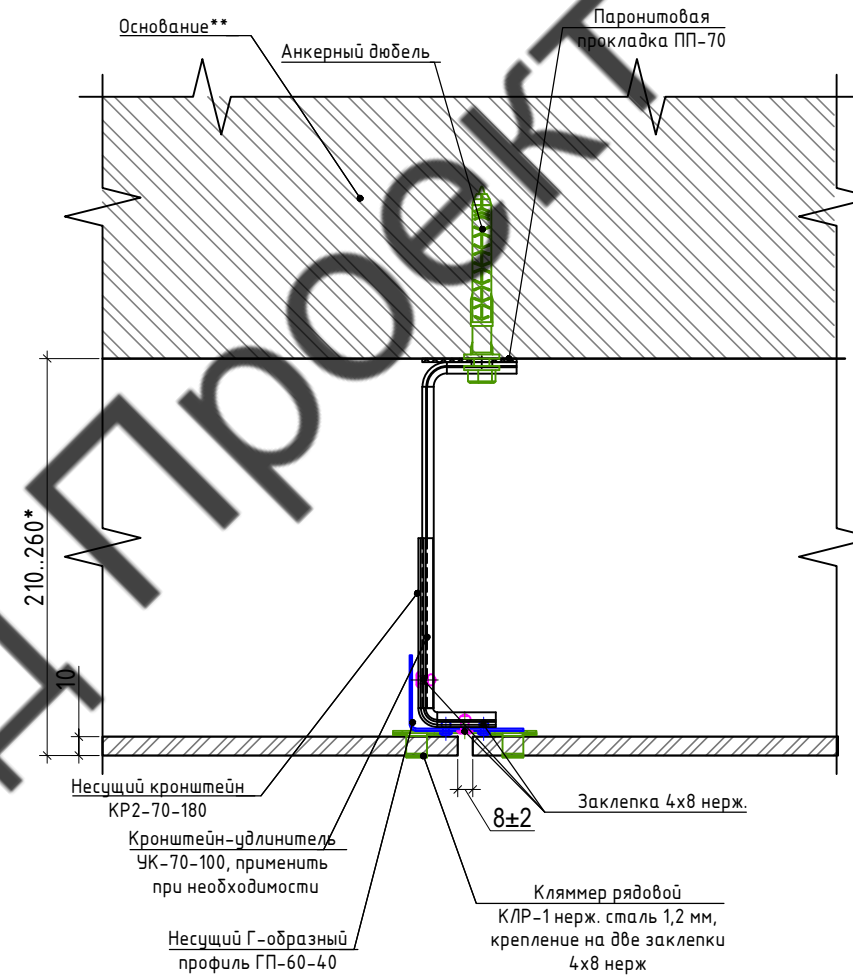 Основание**
Анкерный дюбель
Паронитовая
прокладка ПП-70
210..260*
10
Несущий кронштейн
КР2-70-180
Кронштейн-удлинитель
УК-70-100, применить
при необходимости
Несущий Г-образный
профиль ГП-60-40
8±2
Заклепка 4х8 нерж.
Кляммер рядовой
КЛР-1 нерж. сталь 1,2 мм,
крепление на две заклепки
4х8 нерж
Д Проект